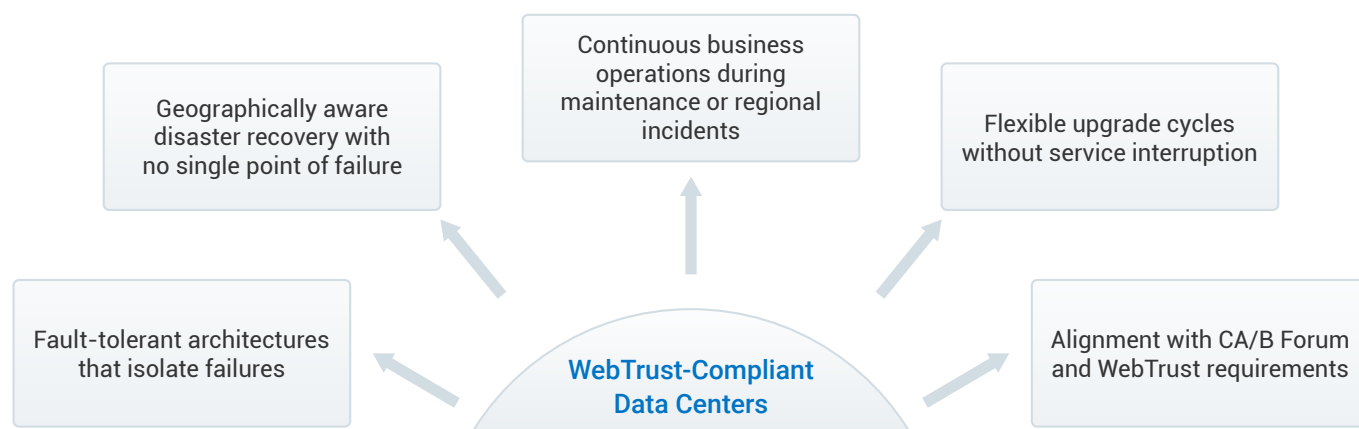 Continuous business
operations during
maintenance or regional
incidents
Geographically aware
disaster recovery with
no single point of failure
Flexible upgrade cycles
without service interruption
Fault-tolerant architectures
that isolate failures
Alignment with CA/B Forum
and WebTrust requirements
WebTrust-Compliant
Data Centers